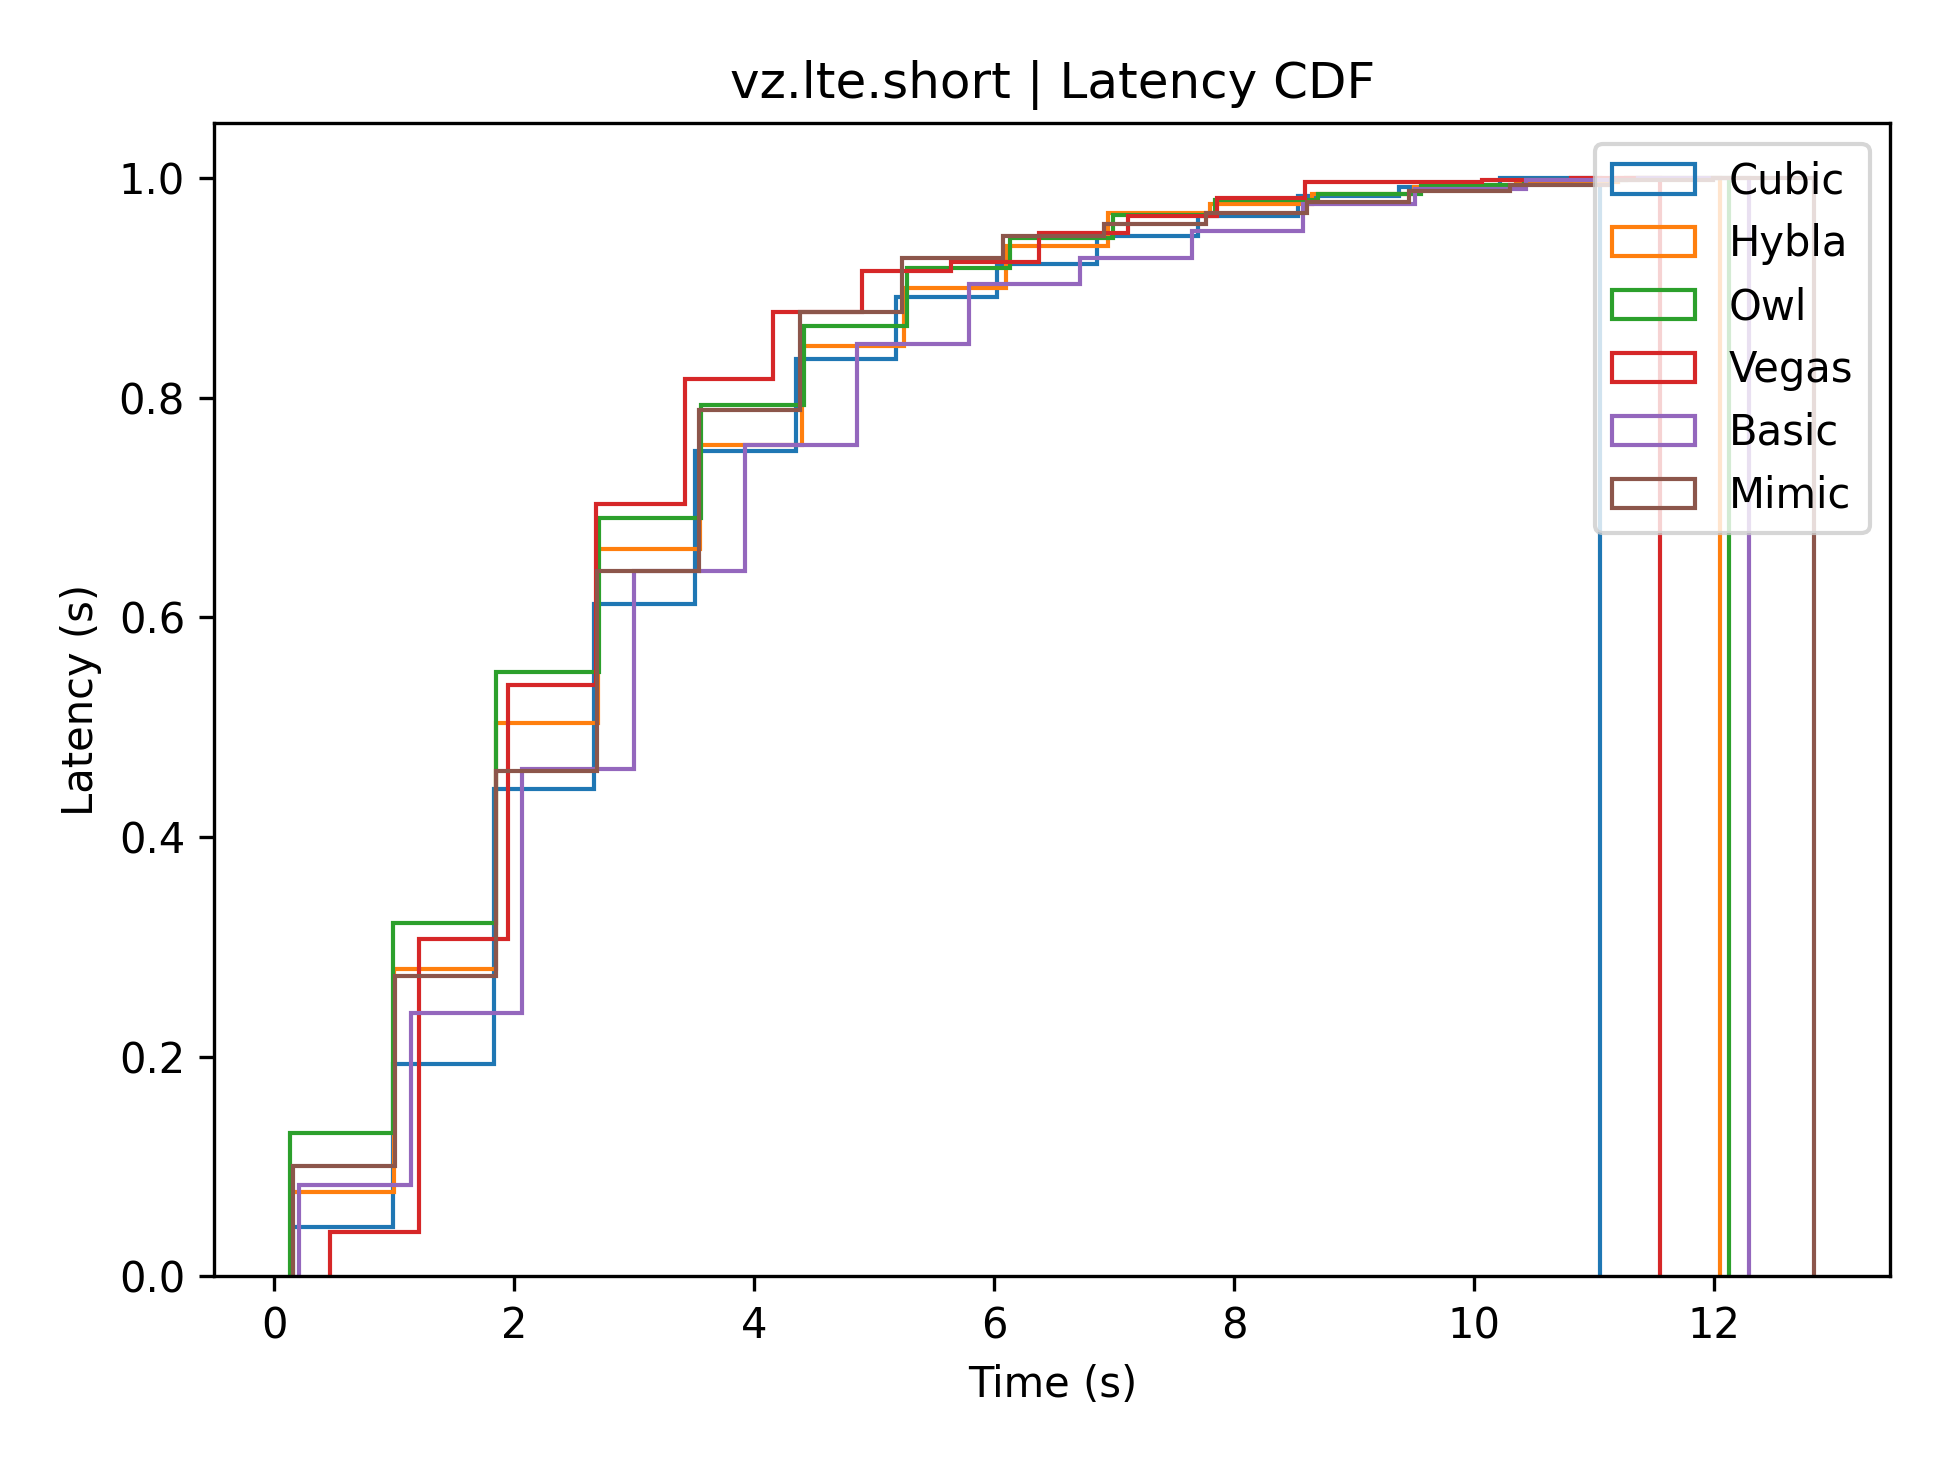 vz.lte.short | Latency CDF
1.0
0.8
0.6
0.4
0.2
0.0
Latency (s)
0 2 4 6 8 10 12
Time (s)
Cubic
Hybla
Owl
Vegas
Basic
Mimic